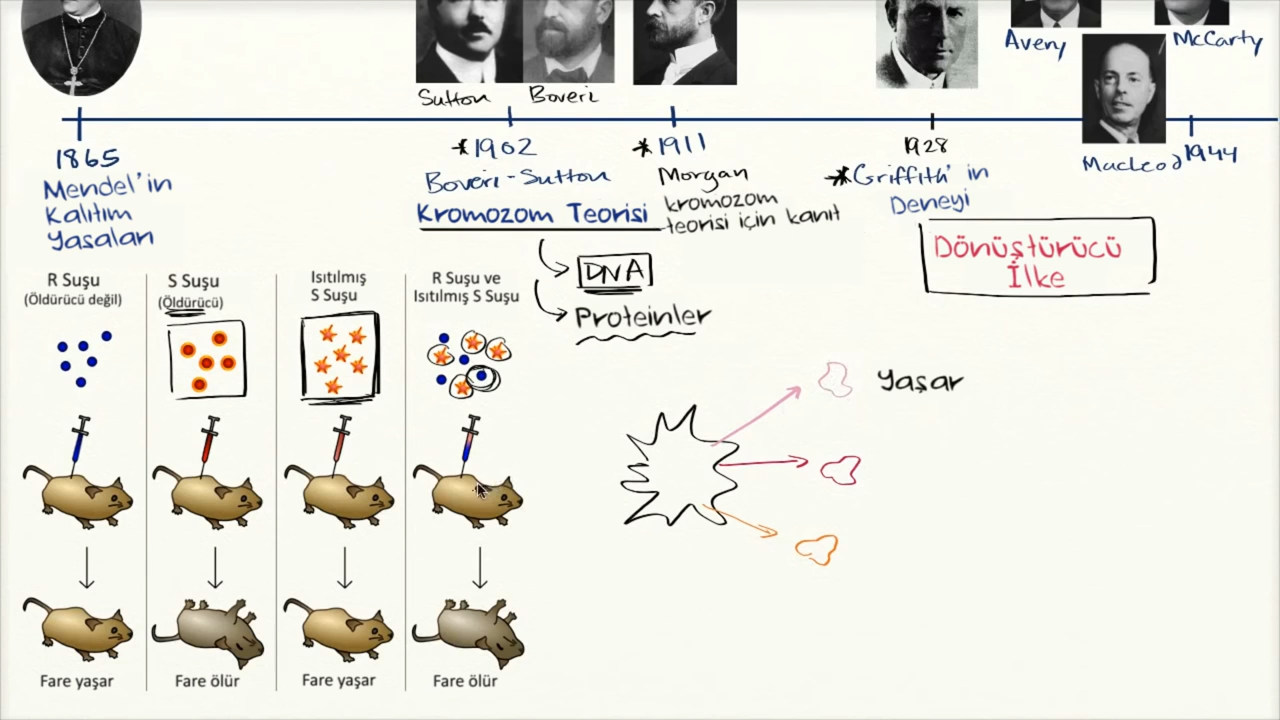 Sutton
Boveri
Avery
McCarty
MacLeod
1865
Mendel'in
Kalıtım
Yasaları
*1902
Boveri-Sutton
Kromozom Teorisi
*1911
Morgan
kromozom
teorisi için kanıt
1928
*Griffith'in
Deneyi
1944
Dönüştürücü
İlke
DNA
Proteinler
R Suşu
(Öldürücü değil)
S Suşu
(Öldürücü)
Isıtılmış
S Suşu
R Suşu ve
Isıtılmış S Suşu
Yaşar
Fare yaşar
Fare ölür
Fare yaşar
Fare ölür